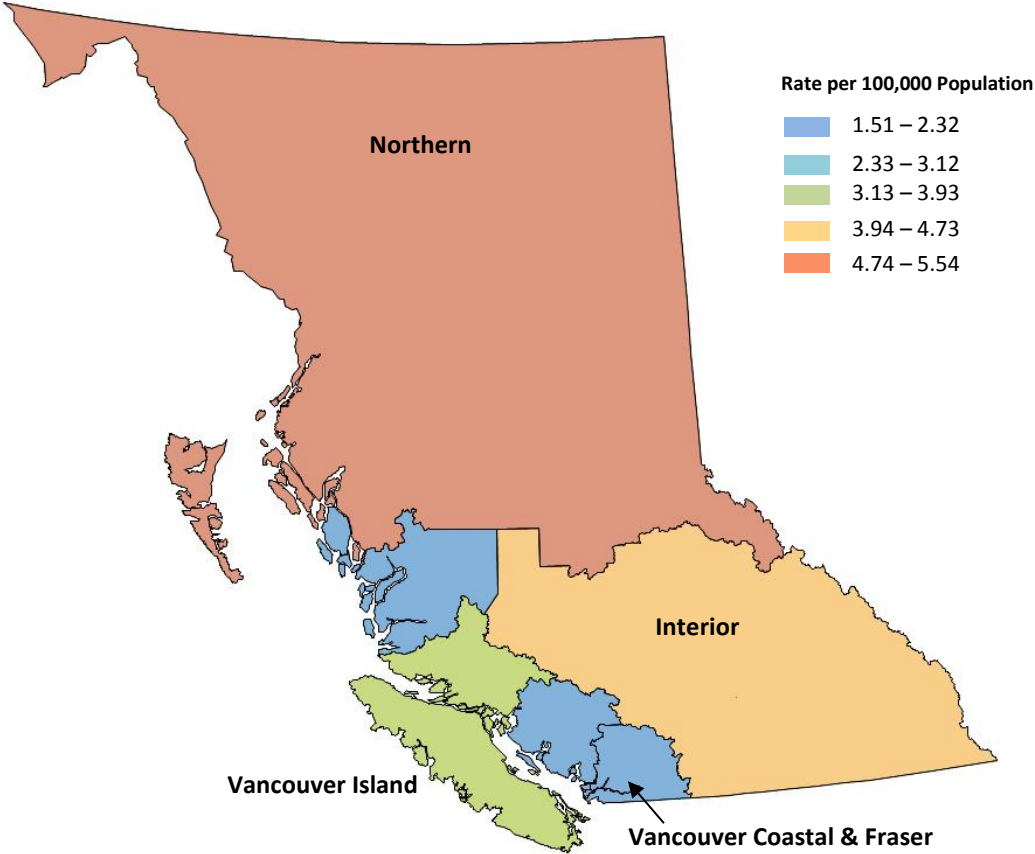 Rate per 100,000 Population
1.51 – 2.32
2.33 – 3.12
3.13 – 3.93
3.94 – 4.73
4.74 – 5.54
Northern
Interior
Vancouver Island
Vancouver Coastal & Fraser